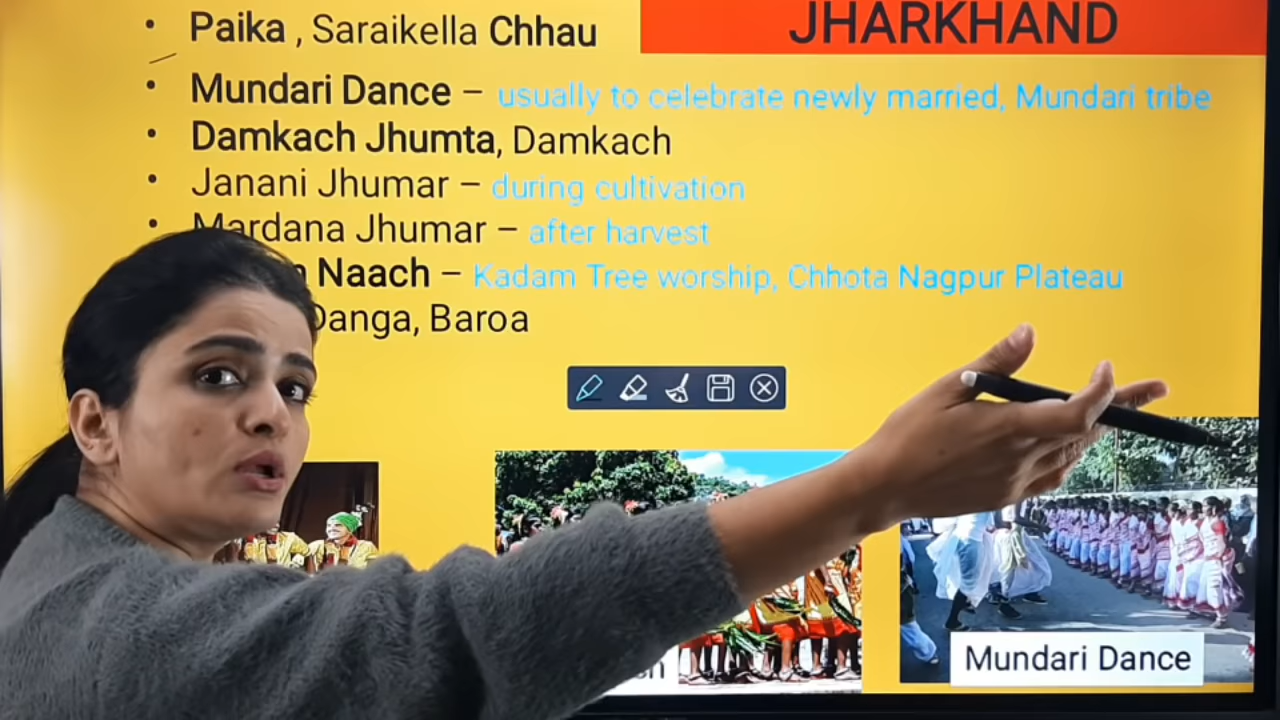 JHARKHAND
Paika , Saraikella Chhau
Mundari Dance – usually to celebrate newly married, Mundari tribe
Damkach Jhumta, Damkach
Janani Jhumar – during cultivation
Mardana Jhumar – after harvest
Naach – Kadam Tree worship, Chhota Nagpur Plateau
Danga, Baroa
Mundari Dance